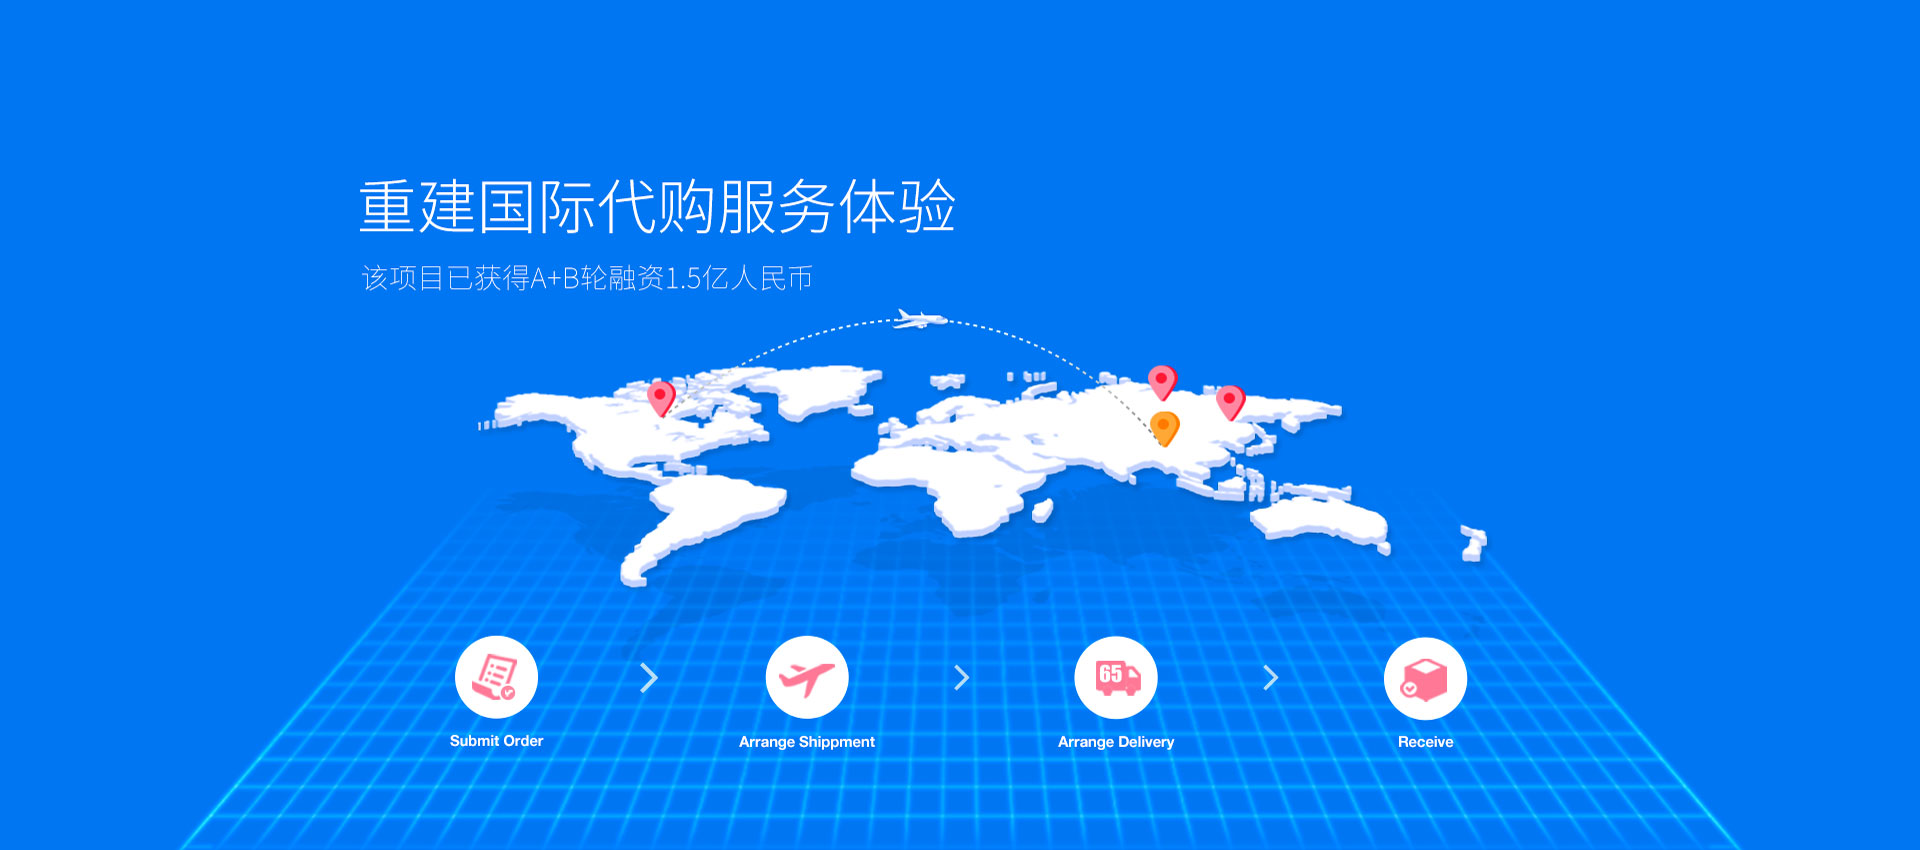 重建国际代购服务体验
该项目已获得A+B轮融资1.5亿人民币
65
Submit Order
Arrange Shippment
Arrange Delivery
Receive